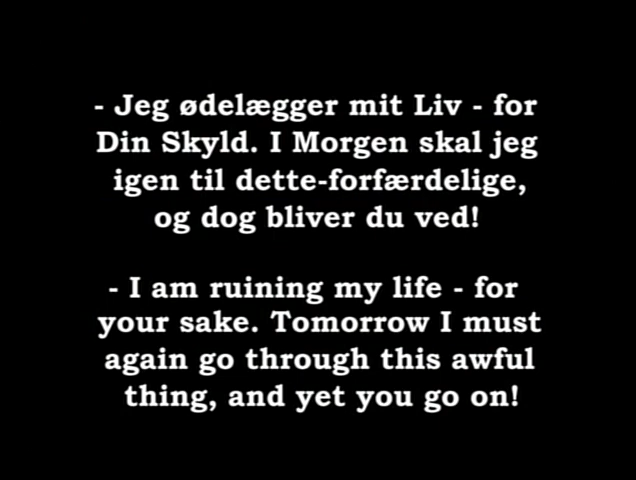 - Jeg ødelægger mit Liv - for
Din Skyld. I Morgen skal jeg
igen til dette-forfærdelige,
og dog bliver du ved!
- I am ruining my life - for
your sake. Tomorrow I must
again go through this awful
thing, and yet you go on!